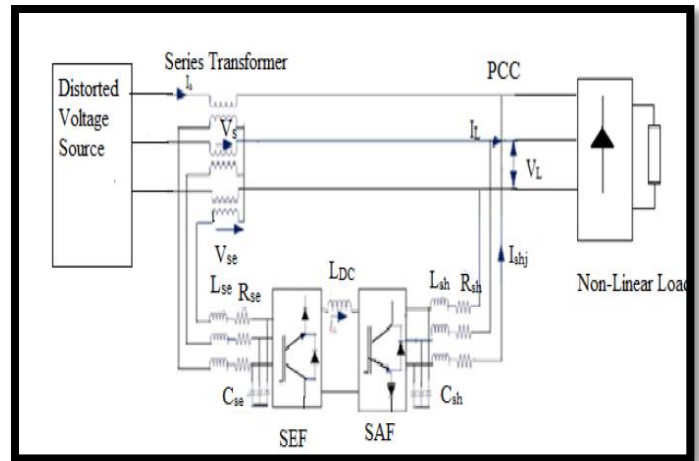 Series Transformer
PCC
Distorted
Voltage
Source
Is
Vs
IL
VL
Vse
Ishj
Non-Linear Load
Lse
Rse
LDC
Lsh
Rsh
Cse
Csh
SEF
SAF